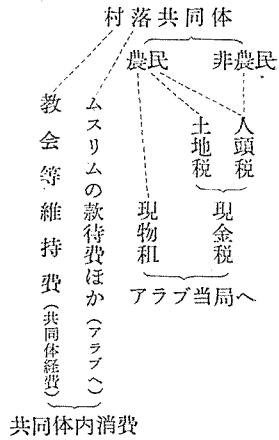 村落共同体
農民
非農民
人頭税
土地税
現金税
現物租
アラブ当局へ
ムスリムの款待費ほか(アラブへ)
教会等維持費(共同体経費)
共同体内消費